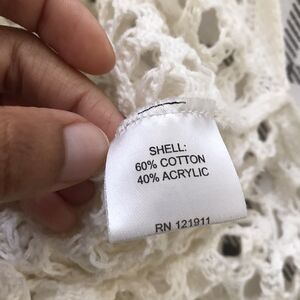 SHELL:
60% COTTON
40% ACRYLIC
RN 121911